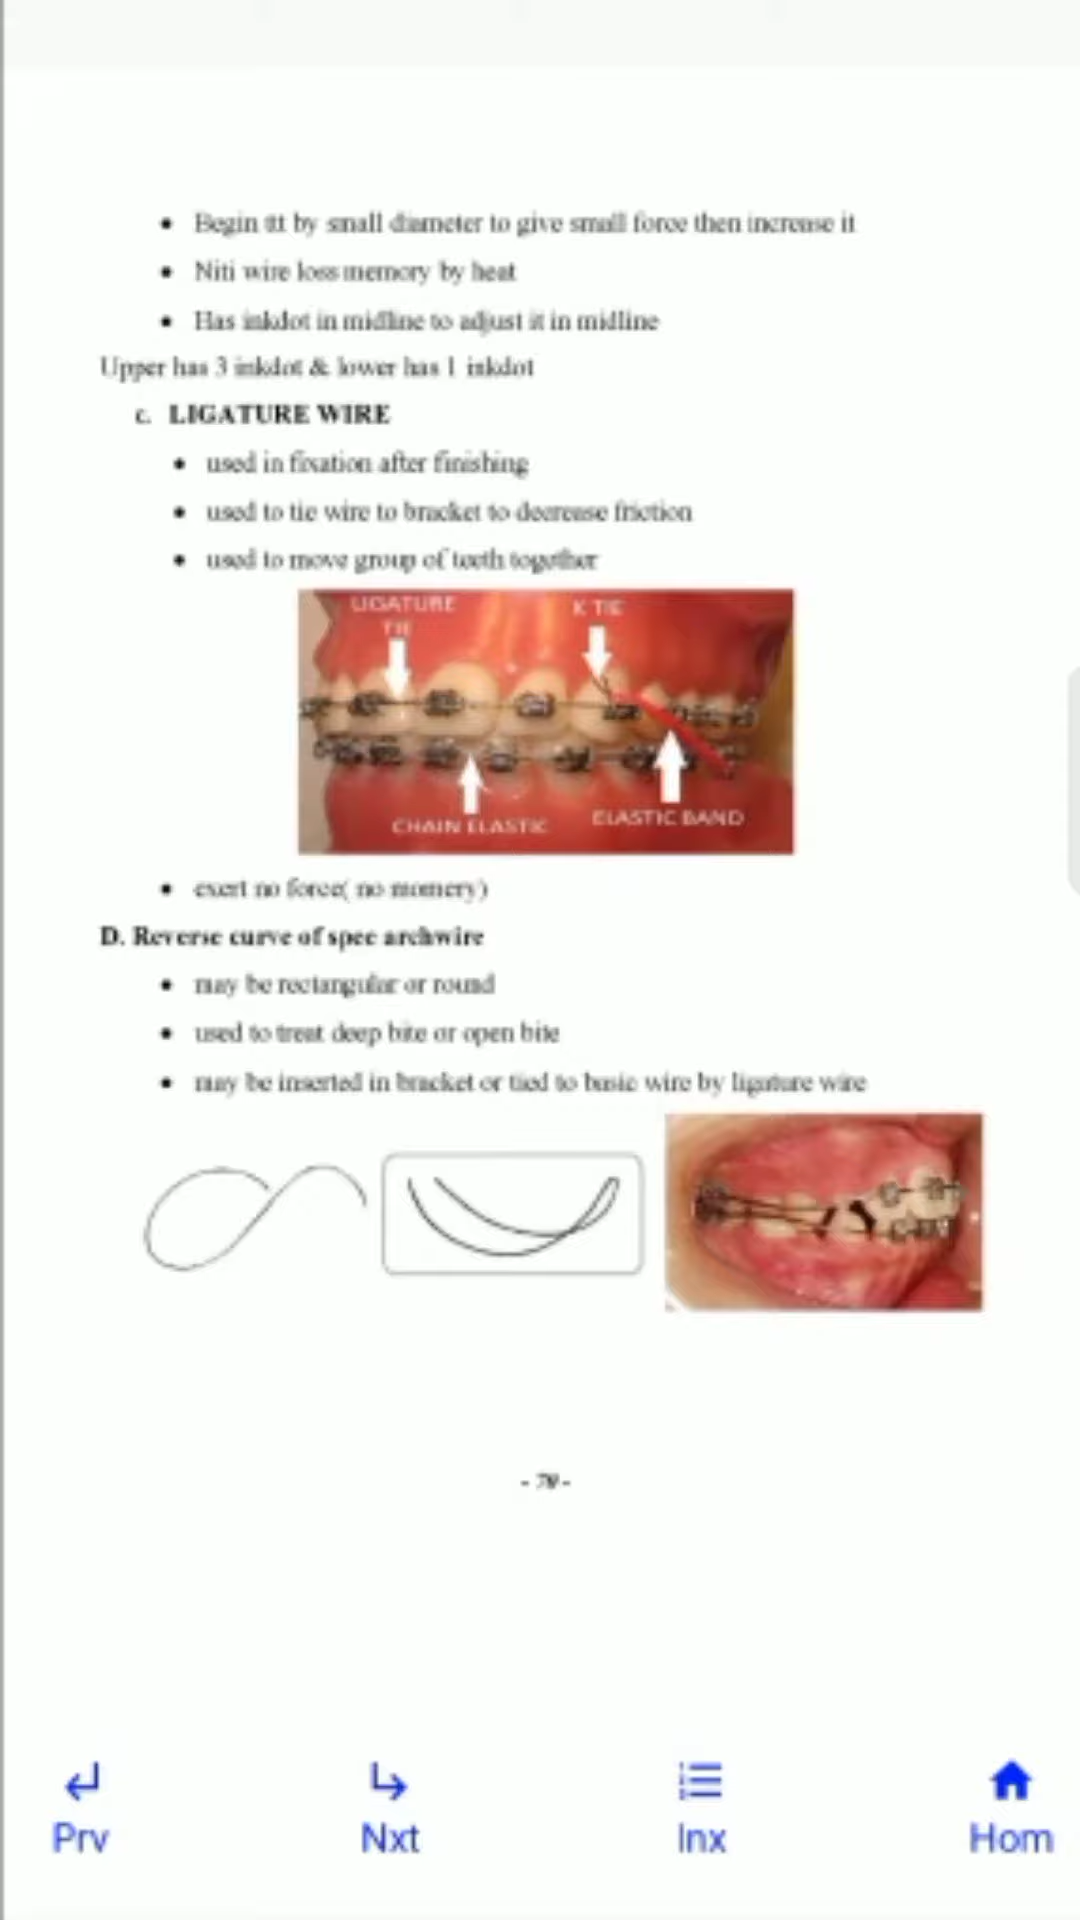 Begin ttt by small diameter to give small force then increase it
Niti wire loss memory by heat
Has inkdot in midline to adjust it in midline
Upper has 3 inkdot & lower has 1 inkdot
c. LIGATURE WIRE
used in fixation after finishing
used to tie wire to bracket to decrease friction
used to move group of teeth together
LIGATURE TIE
K TIE
CHAIN ELASTIC
ELASTIC BAND
exert no force( no momery)
D. Reverse curve of spee archwire
may be rectangular or round
used to treat deep bite or open bite
may be inserted in bracket or tied to basic wire by ligature wire
Prv
Nxt
Inx
Hom